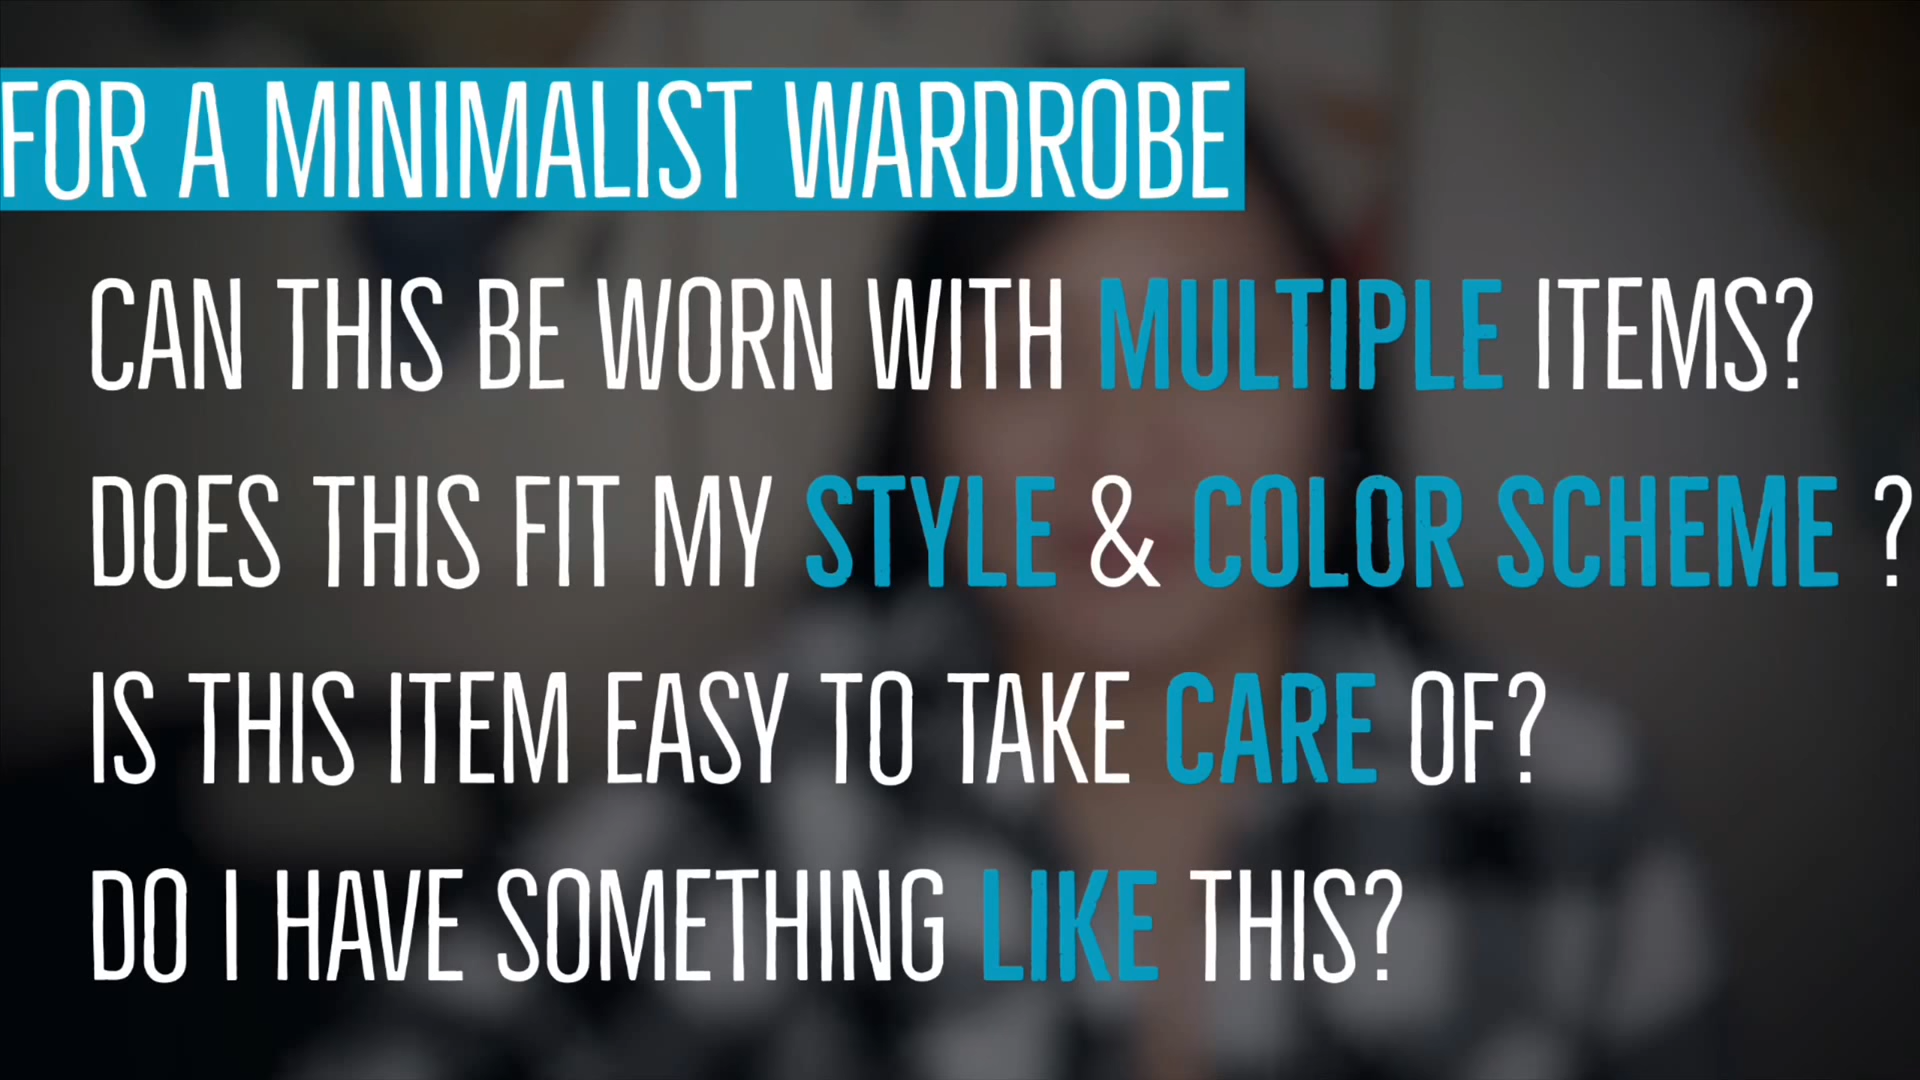 FOR A MINIMALIST WARDROBE
CAN THIS BE WORN WITH MULTIPLE ITEMS?
DOES THIS FIT MY STYLE & COLOR SCHEME ?
IS THIS ITEM EASY TO TAKE CARE OF?
DO I HAVE SOMETHING LIKE THIS?